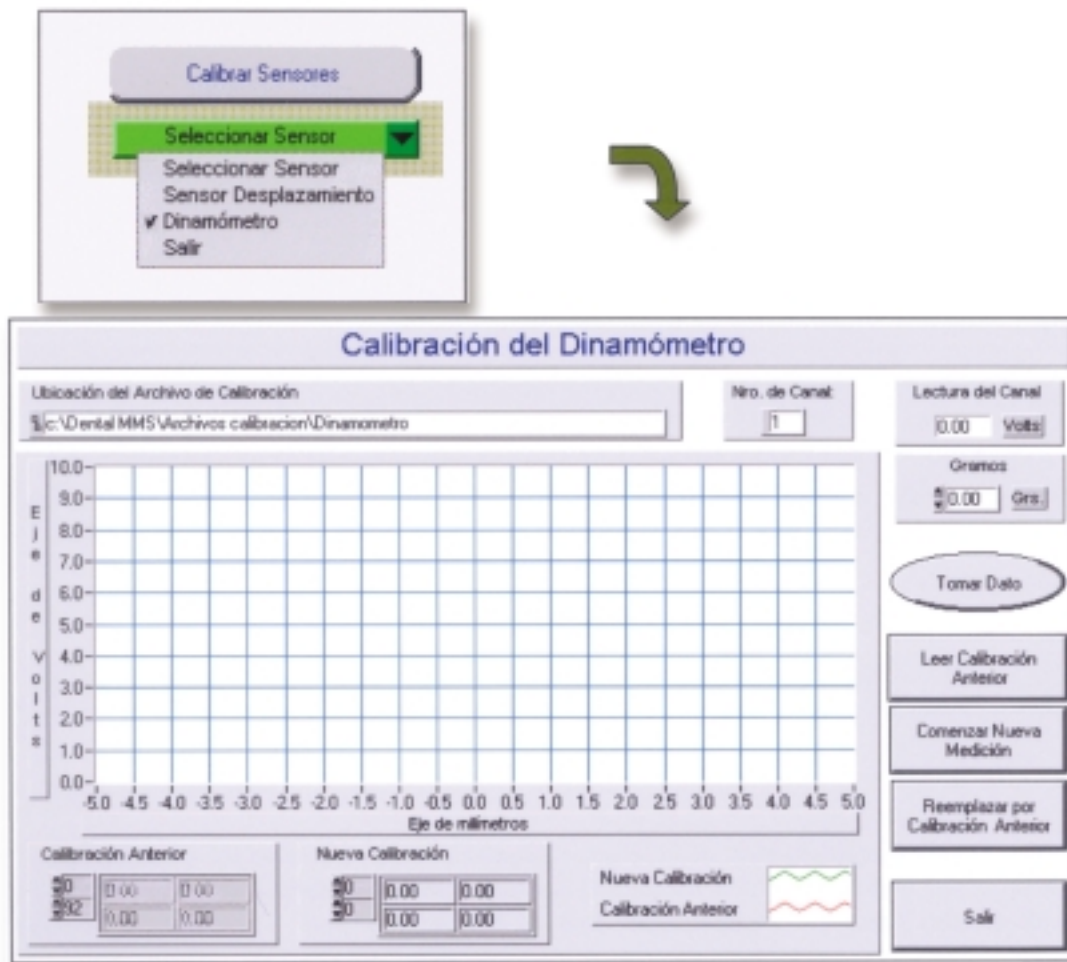 Calibrar Sensores
Seleccionar Sensor
Seleccionar Sensor
Sensor Desplazamiento
Dinamómetro
Salir
Calibración del Dinamómetro
Ubicación del Archivo de Calibración
c:\Dental MMS\Archivos calibracion\Dinamometro
Nro. de Canal:
1
Lectura del Canal
0.00 Volts
Gramos
0.00 Grs.
Tomar Dato
Leer Calibración
Anterior
Comenzar Nueva
Medición
Reemplazar por
Calibración Anterior
Salir
Eje de Volts
10.0
9.0
8.0
7.0
6.0
5.0
4.0
3.0
2.0
1.0
0.0
-5.0 -4.5 -4.0 -3.5 -3.0 -2.5 -2.0 -1.5 -1.0 -0.5 0.0 0.5 1.0 1.5 2.0 2.5 3.0 3.5 4.0 4.5 5.0
Eje de milímetros
Calibración Anterior
0 0.00 0.00
92 0.00 0.00
Nueva Calibración
0 0.00 0.00
0 0.00 0.00
Nueva Calibración
Calibración Anterior